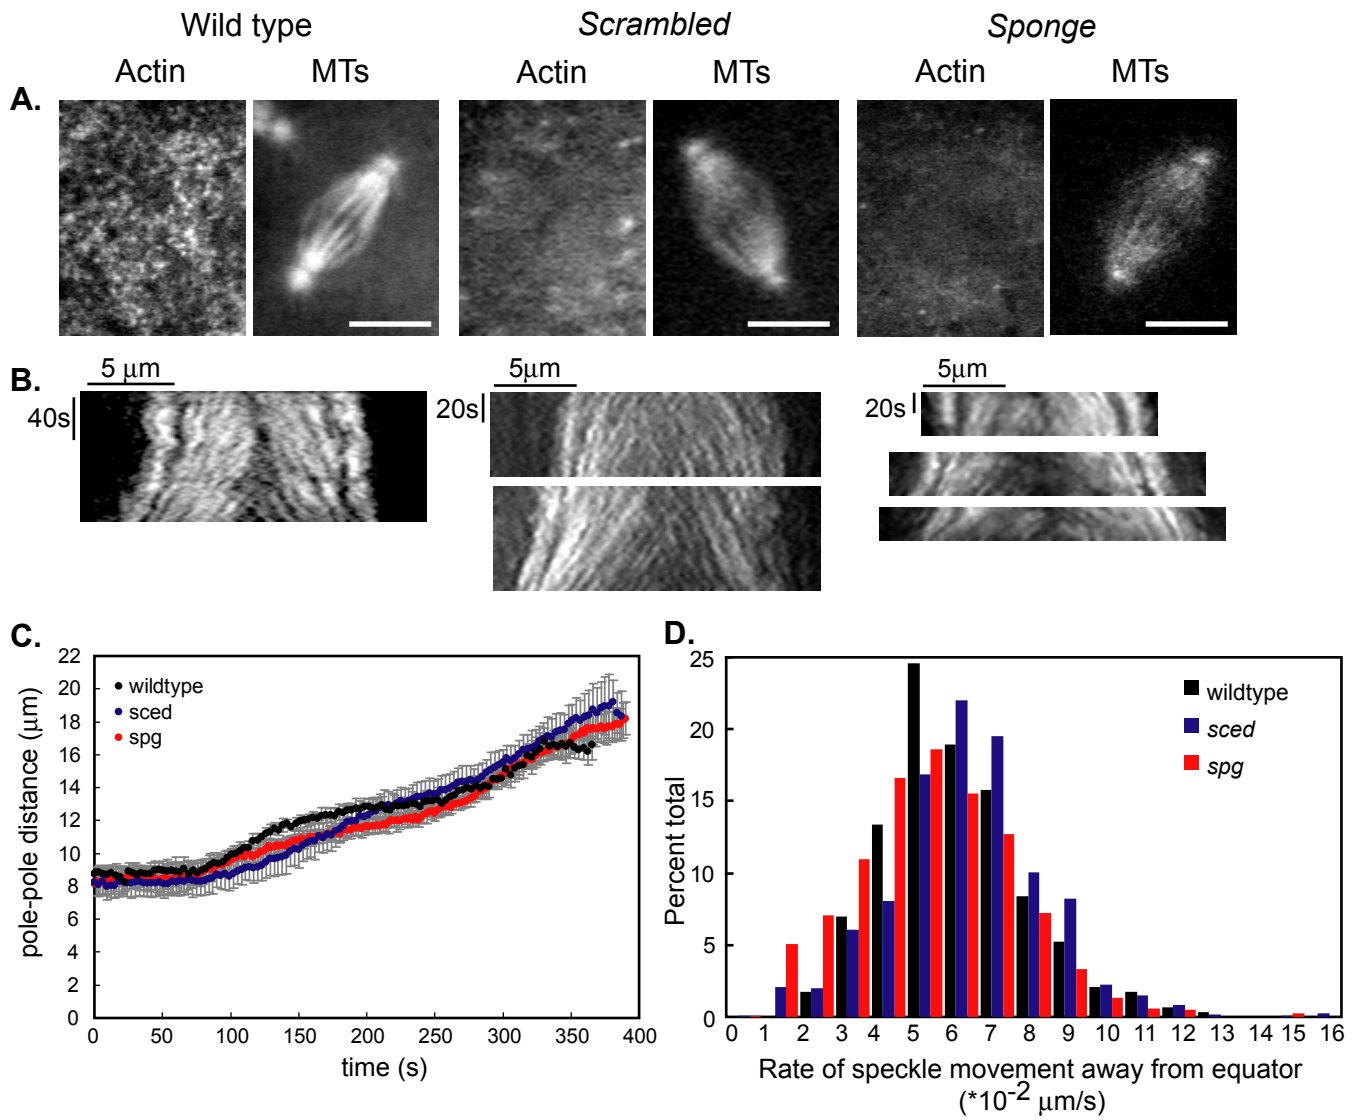 Wild type Scrambled Sponge
Actin MTs Actin MTs Actin MTs
A.
B.
5 μm 5μm 5μm
40s 20s 20s
C.
22
20
18
16
14
12
10
8
6
4
2
0
pole-pole distance (μm)
wildtype
sced
spg
0 50 100 150 200 250 300 350 400
time (s)
D.
25
20
15
10
5
0
Percent total
wildtype
sced
spg
0 1 2 3 4 5 6 7 8 9 10 11 12 13 14 15 16
Rate of speckle movement away from equator
(*10-2 μm/s)